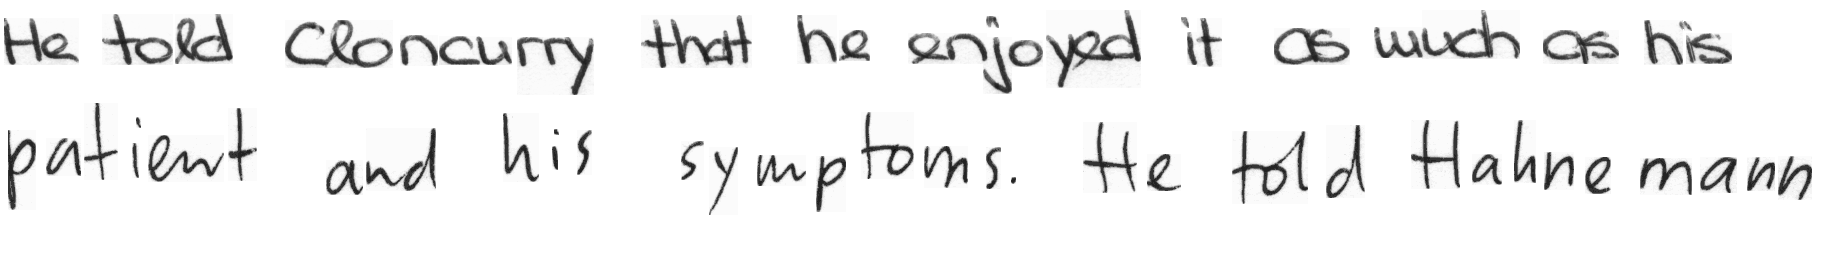 He told Cloncurry that he enjoyed it as much as his
patient and his symptoms. He told Hahnemann